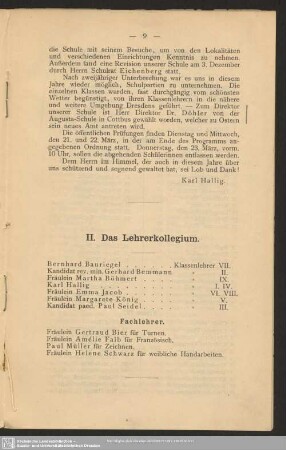 — 9 —
die Schule mit seinem Besuche, um von den Lokalitäten
und verschiedenen Einrichtungen Kenntnis zu nehmen.
Außerdem fand eine Revision unserer Schule am 3. Dezember
durch Herrn Schulrat Eichenberg statt.
Nach zweijähriger Unterbrechung war es uns in diesem
Jahre wieder möglich, Schulpartien zu unternehmen. Die
einzelnen Klassen wurden, fast durchgängig vom schönsten
Wetter begünstigt, von ihren Klassenlehrern in die nähere
und weitere Umgebung Dresdens geführt. — Zum Direktor
unserer Schule ist Herr Direktor Dr. Döhler von der
Augusta-Schule in Cottbus gewählt worden, welcher zu Ostern
sein neues Amt antreten wird.
Die öffentlichen Prüfungen finden Dienstag und Mittwoch,
den 21. und 22. März, in der am Ende des Programms an-
gegebenen Ordnung statt. Donnerstag, den 23. März, vorm.
10 Uhr, sollen die abgehenden Schülerinnen entlassen werden.
Dem Herrn im Himmel, der auch in diesem Jahre über
uns schützend und segnend gewaltet hat, sei Lob und Dank!
Karl Hallig.
II. Das Lehrerkollegium.
Bernhard Bauriegel . . . . . Klassenlehrer VII.
Kandidat rev. min. Gerhard Bemmann „ II.
Fräulein Martha Böhmert . . . . „ IX.
Karl Hallig . . . . . . . . „ I. IV.
Fräulein Emma Jacob . . . . . „ VI. VIII.
Fräulein Margarete König . . . . „ V.
Kandidat paed. Paul Seidel . . . . „ III.
Fachlehrer.
Fräulein Gertraud Bier für Turnen.
Fräulein Amélie Falb für Französisch.
Paul Müller für Zeichnen.
Fräulein Helene Schwarz für weibliche Handarbeiten.